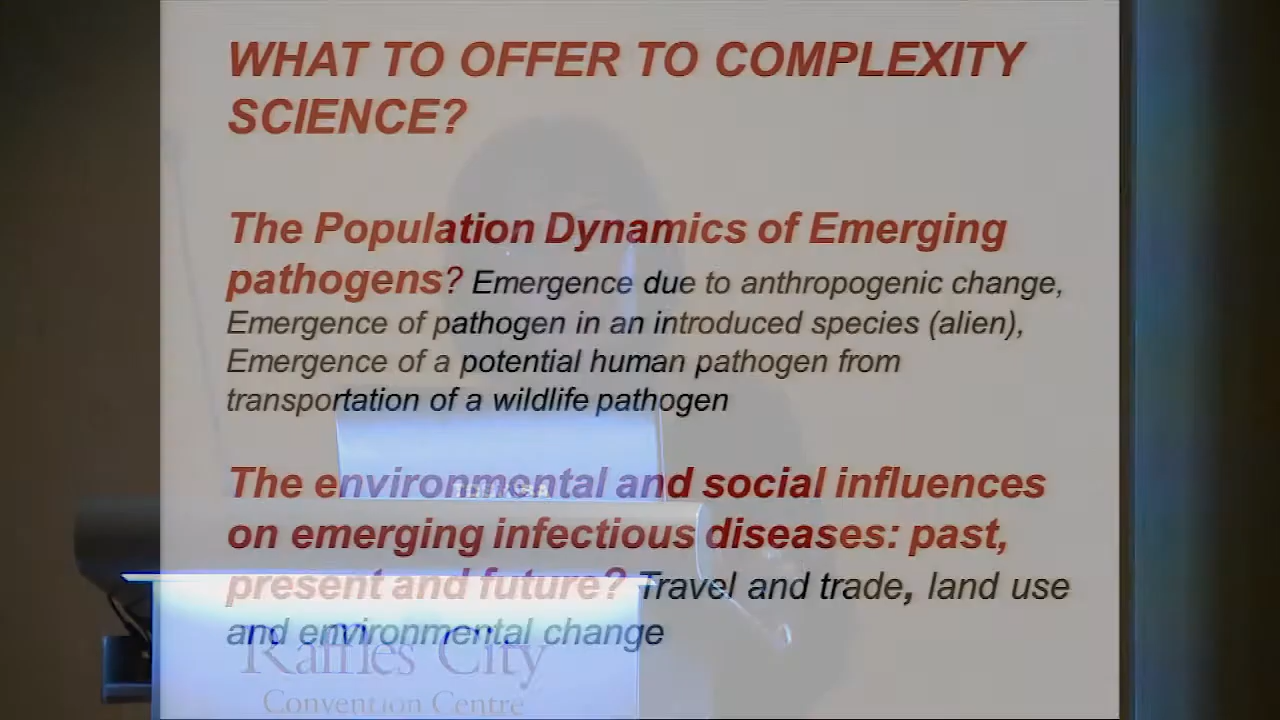 WHAT TO OFFER TO COMPLEXITY
SCIENCE?
The Population Dynamics of Emerging
pathogens? Emergence due to anthropogenic change,
Emergence of pathogen in an introduced species (alien),
Emergence of a potential human pathogen from
transportation of a wildlife pathogen
TOSHIBA
The environmental and social influences
on emerging infectious diseases: past,
present and future? Travel and trade, land use
and environmental change
Raffles City
Convention Centre